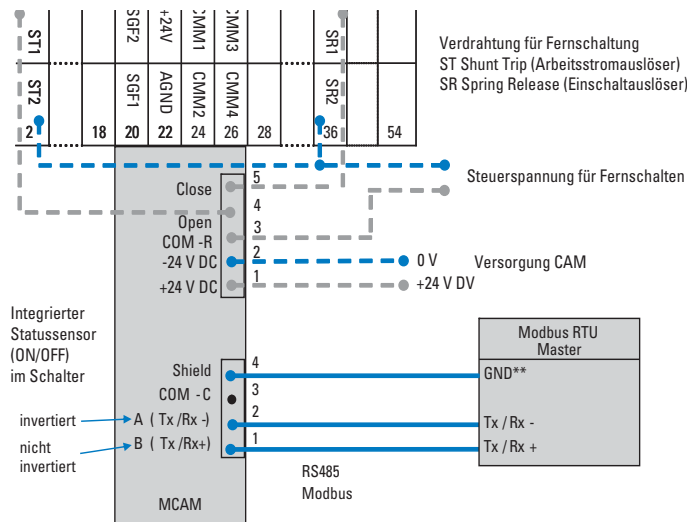 ST1
SGF2
+24V
CMM1
CMM3
SR1
ST2
SGF1
AGND
CMM2
CMM4
SR2
2
18
20
22
24
26
28
36
54
Verdrahtung für Fernschaltung
ST Shunt Trip (Arbeitsstromauslöser)
SR Spring Release (Einschaltauslöser)
Steuerspannung für Fernschalten
Close
5
4
Open
COM -R
3
-24 V DC
2
0 V
Versorgung CAM
+24 V DC
1
+24 V DV
Integrierter
Statussensor
(ON/OFF)
im Schalter
Modbus RTU
Master
Shield
4
GND**
COM - C
3
invertiert
A ( Tx /Rx -)
2
Tx / Rx -
nicht
invertiert
B ( Tx /Rx+)
1
Tx / Rx +
RS485
Modbus
MCAM